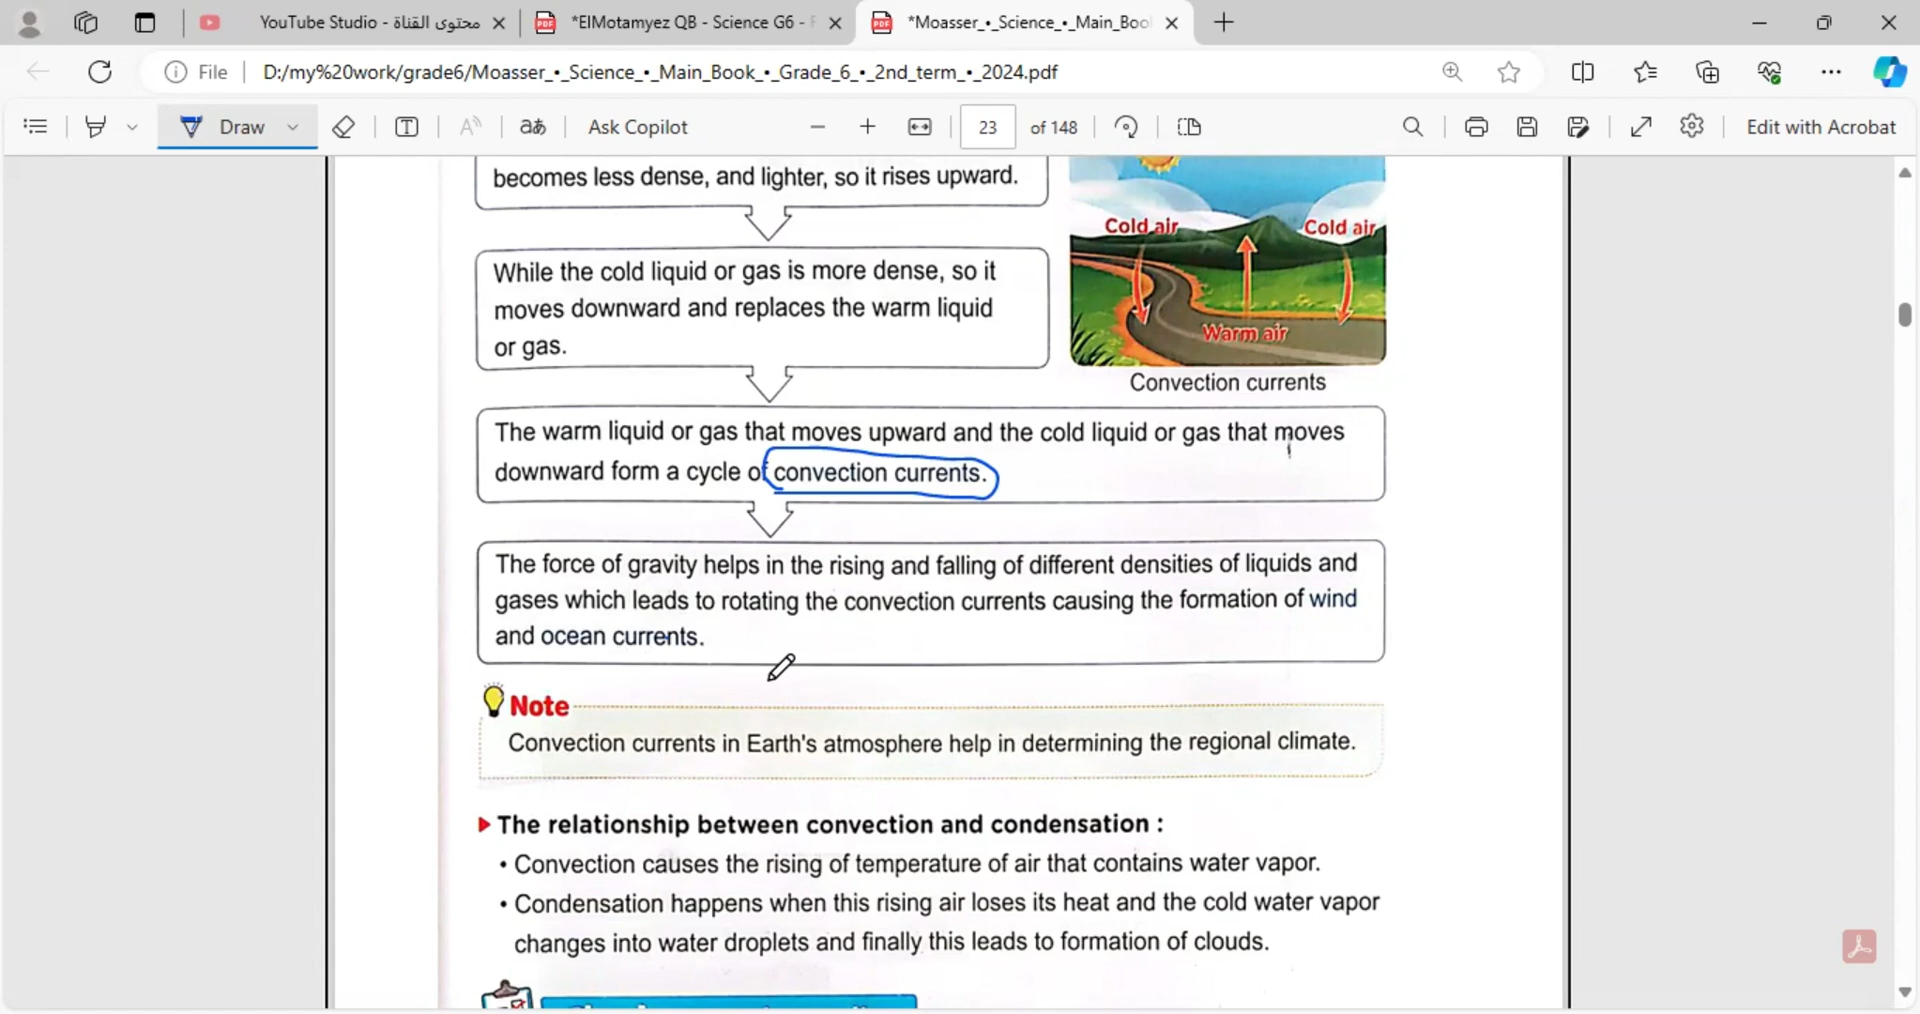 YouTube Studio - محتوى القناة
*ElMotamyez QB - Science G6 -
*Moasser_•_Science_•_Main_Boo
File
D:/my%20work/grade6/Moasser_•_Science_•_Main_Book_•_Grade_6_•_2nd_term_•_2024.pdf
Draw
Ask Copilot
23
of 148
Edit with Acrobat
becomes less dense, and lighter, so it rises upward.
Cold air
Cold air
Warm air
Convection currents
While the cold liquid or gas is more dense, so it
moves downward and replaces the warm liquid
or gas.
The warm liquid or gas that moves upward and the cold liquid or gas that moves
downward form a cycle of convection currents.
The force of gravity helps in the rising and falling of different densities of liquids and
gases which leads to rotating the convection currents causing the formation of wind
and ocean currents.
Note
Convection currents in Earth's atmosphere help in determining the regional climate.
The relationship between convection and condensation :
• Convection causes the rising of temperature of air that contains water vapor.
• Condensation happens when this rising air loses its heat and the cold water vapor
changes into water droplets and finally this leads to formation of clouds.